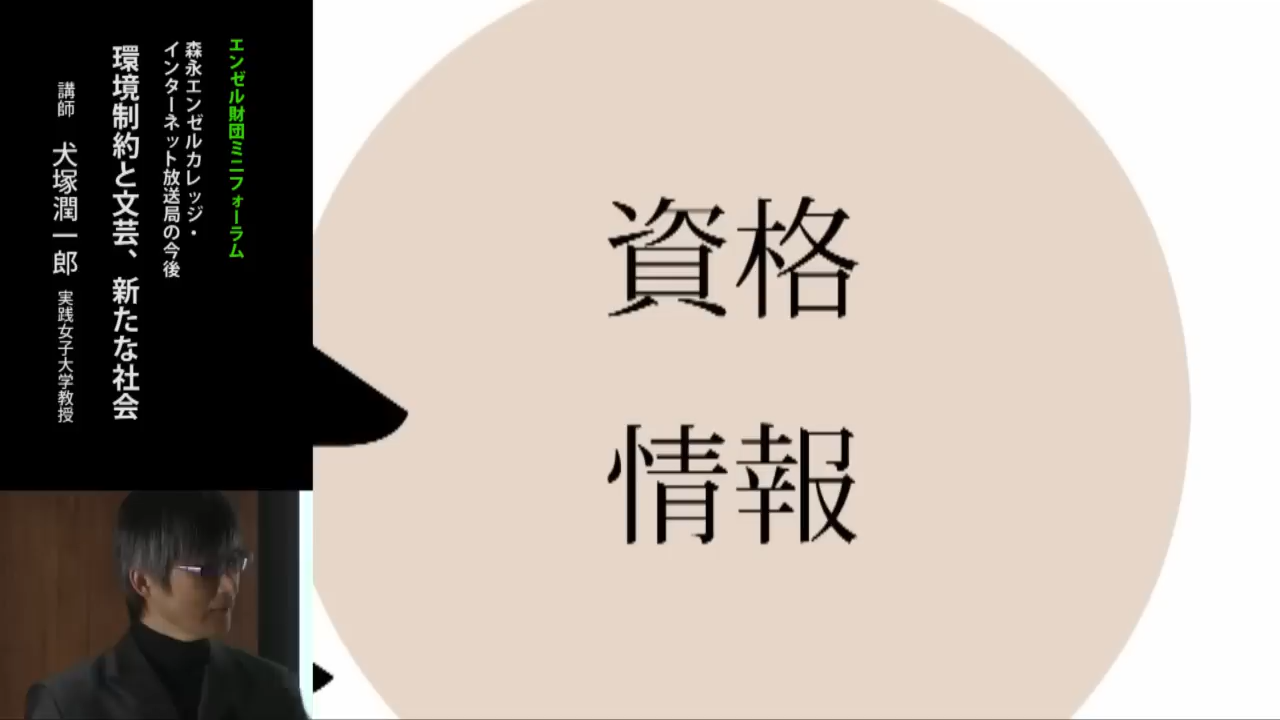 エンゼル財団ミニフォーラム
森永エンゼルカレッジ・
インターネット放送局の今後
環境制約と文芸、新たな社会
講師 犬塚潤一郎 実践女子大学教授
資格
情報